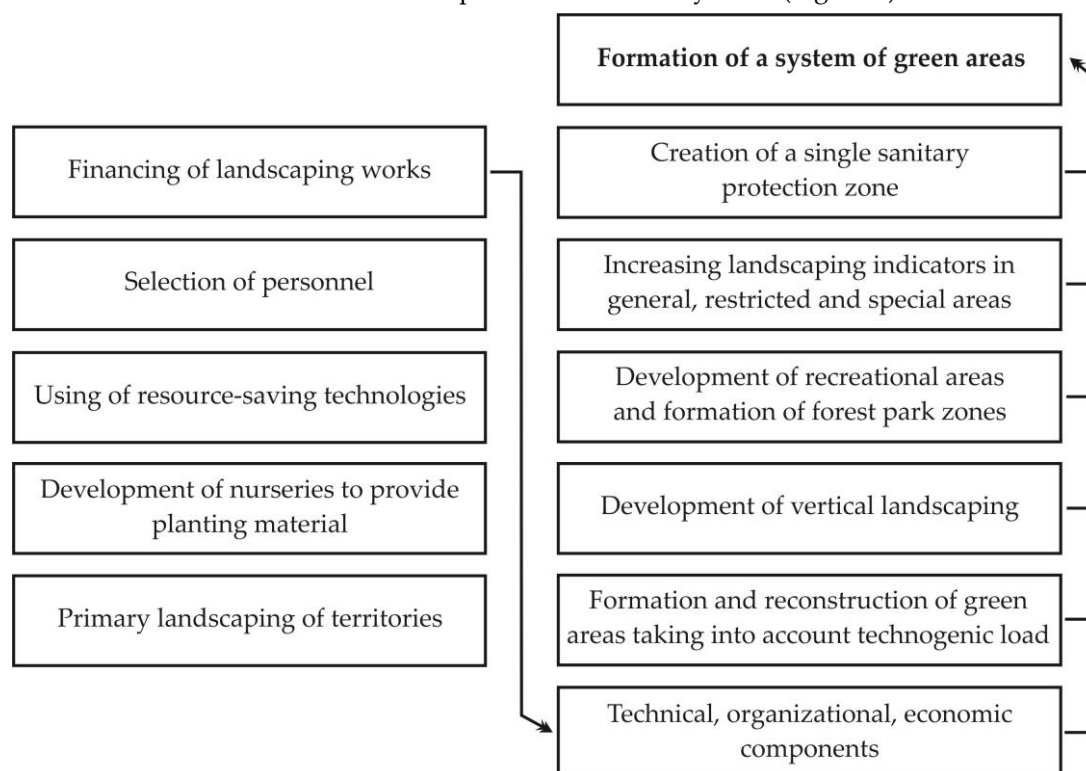 Formation of a system of green areas
Financing of landscaping works
Creation of a single sanitary
protection zone
Selection of personnel
Increasing landscaping indicators in
general, restricted and special areas
Using of resource-saving technologies
Development of recreational areas
and formation of forest park zones
Development of nurseries to provide
planting material
Development of vertical landscaping
Primary landscaping of territories
Formation and reconstruction of green
areas taking into account technogenic load
Technical, organizational, economic
components